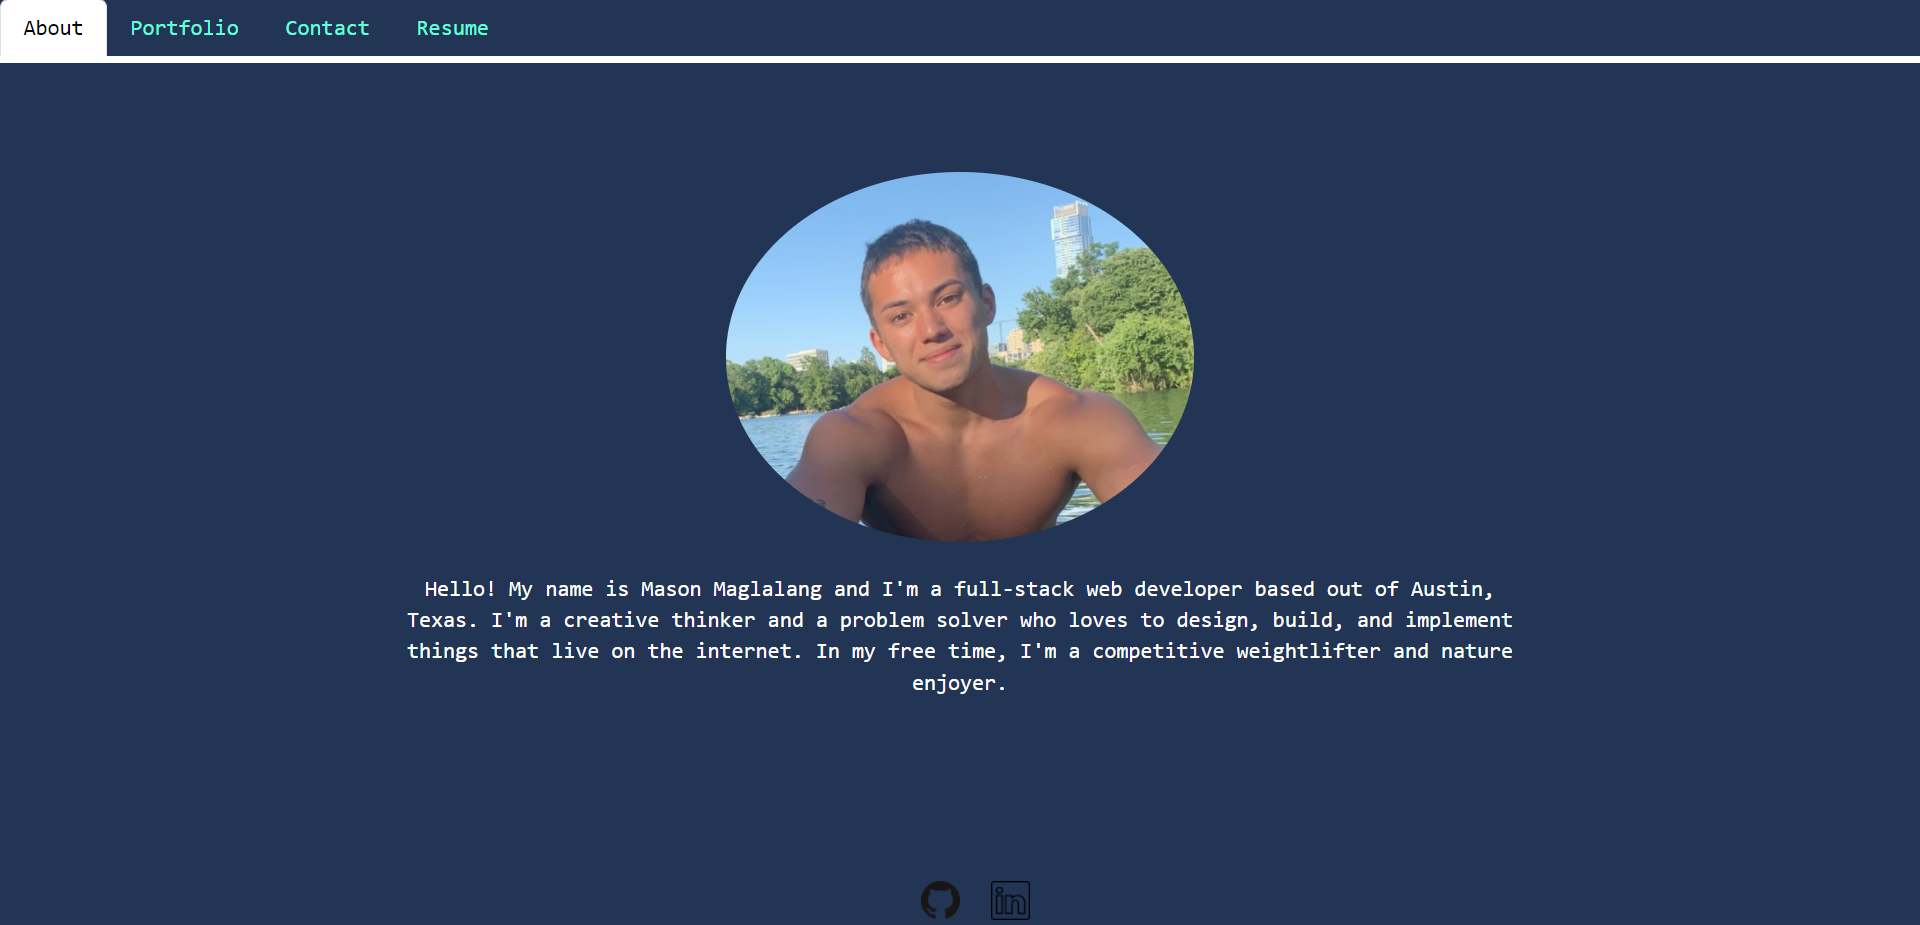 About
Portfolio
Contact
Resume
Hello! My name is Mason Maglalang and I'm a full-stack web developer based out of Austin,
Texas. I'm a creative thinker and a problem solver who loves to design, build, and implement
things that live on the internet. In my free time, I'm a competitive weightlifter and nature
enjoyer.
in